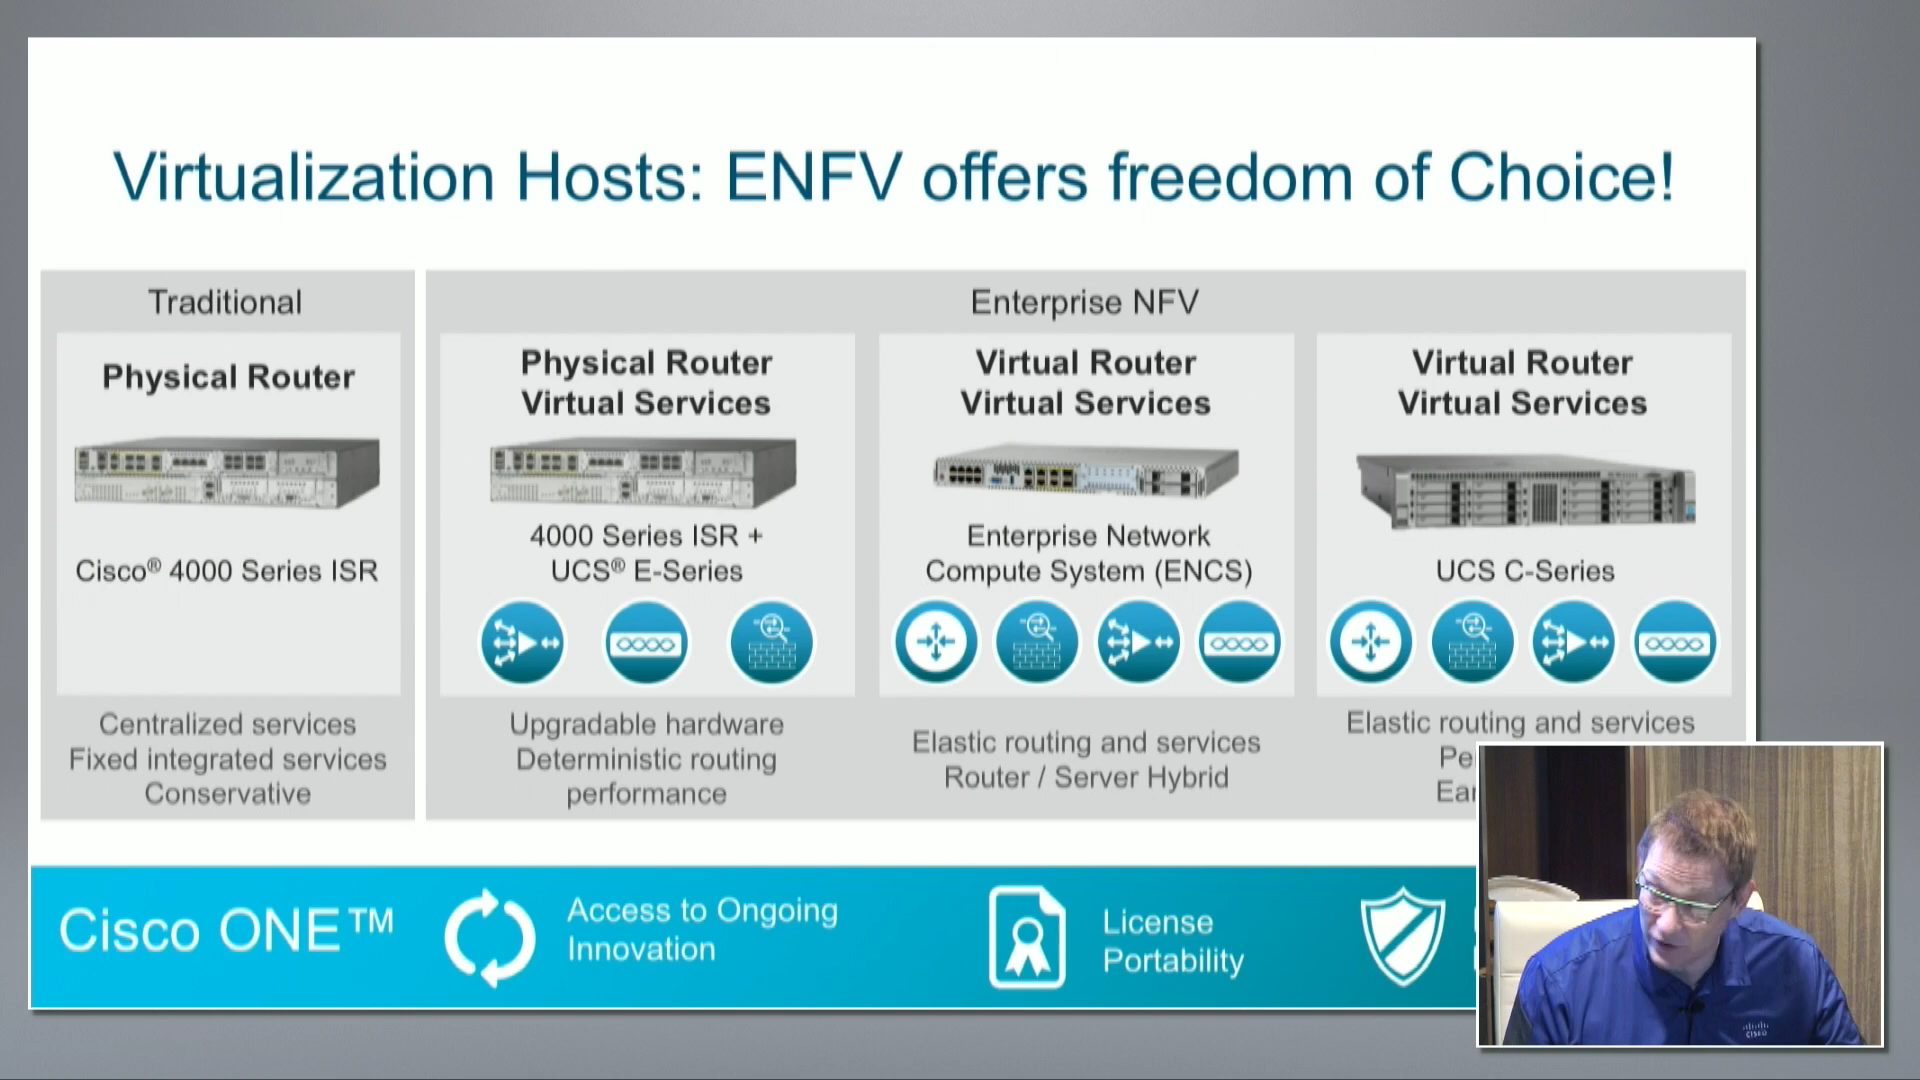 Virtualization Hosts: ENFV offers freedom of Choice!
Traditional
Physical Router
Cisco® 4000 Series ISR
Centralized services
Fixed integrated services
Conservative
Enterprise NFV
Physical Router
Virtual Services
4000 Series ISR +
UCS® E-Series
Upgradable hardware
Deterministic routing
performance
Virtual Router
Virtual Services
Enterprise Network
Compute System (ENCS)
Elastic routing and services
Router / Server Hybrid
Virtual Router
Virtual Services
UCS C-Series
Elastic routing and services
Cisco ONE™
Access to Ongoing
Innovation
License
Portability
CISCO